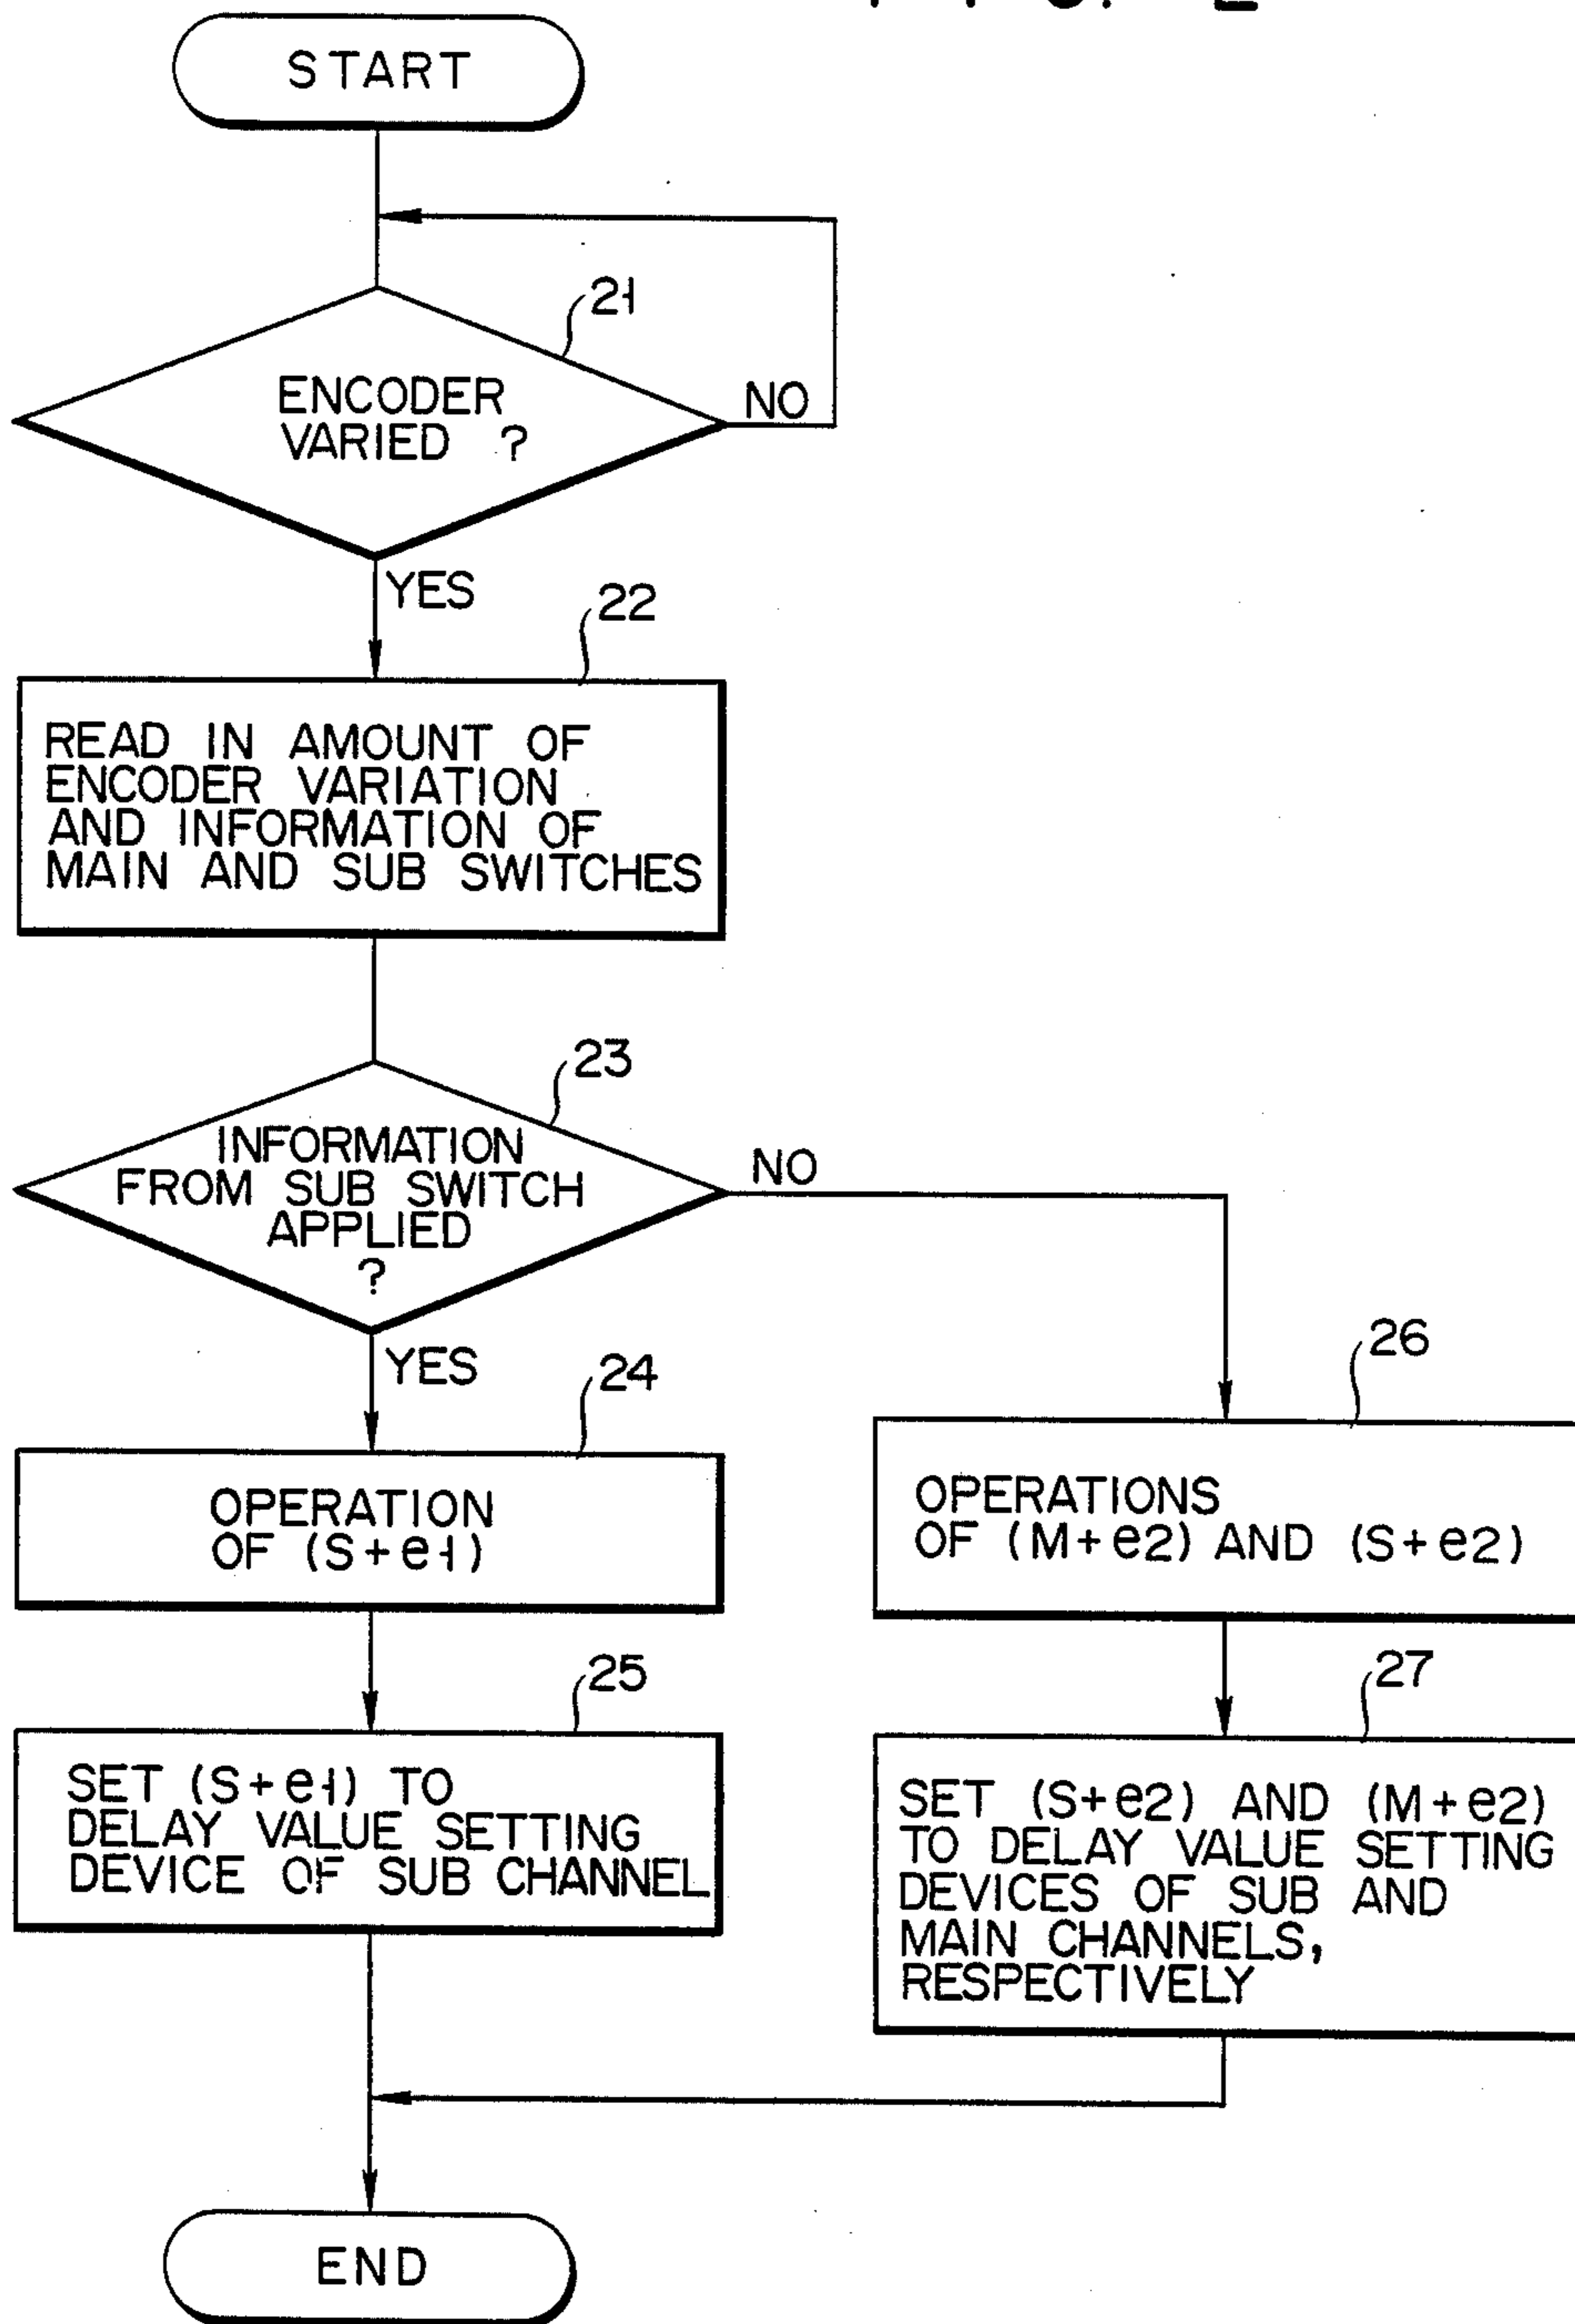 START
21
ENCODER
VARIED ?
NO
YES
22
READ IN AMOUNT OF
ENCODER VARIATION
AND INFORMATION OF
MAIN AND SUB SWITCHES
23
INFORMATION
FROM SUB SWITCH
APPLIED
?
NO
YES
24
OPERATION
OF (S+e1)
26
OPERATIONS
OF (M+e2) AND (S+e2)
25
SET (S+e1) TO
DELAY VALUE SETTING
DEVICE OF SUB CHANNEL
27
SET (S+e2) AND (M+e2)
TO DELAY VALUE SETTING
DEVICES OF SUB AND
MAIN CHANNELS,
RESPECTIVELY
END